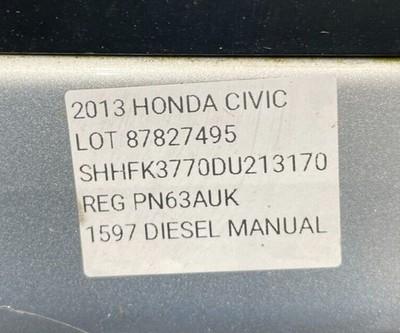 2013 HONDA CIVIC
LOT 87827495
SHHFK3770DU213170
REG PN63AUK
1597 DIESEL MANUAL